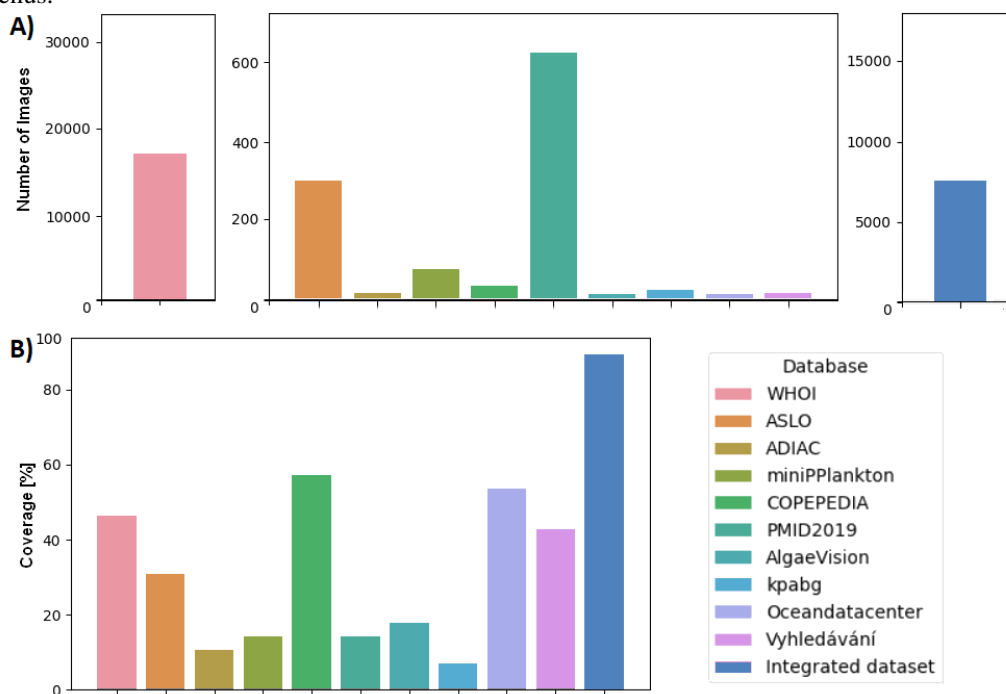 A)
Number of Images
30000
20000
10000
0
600
400
200
0
15000
10000
5000
0
B)
Coverage [%]
100
80
60
40
20
0
Database
WHOI
ASLO
ADIAC
miniPPlankton
COPEPEDIA
PMID2019
AlgaeVision
kpabg
Oceandatacenter
Vyhledávání
Integrated dataset